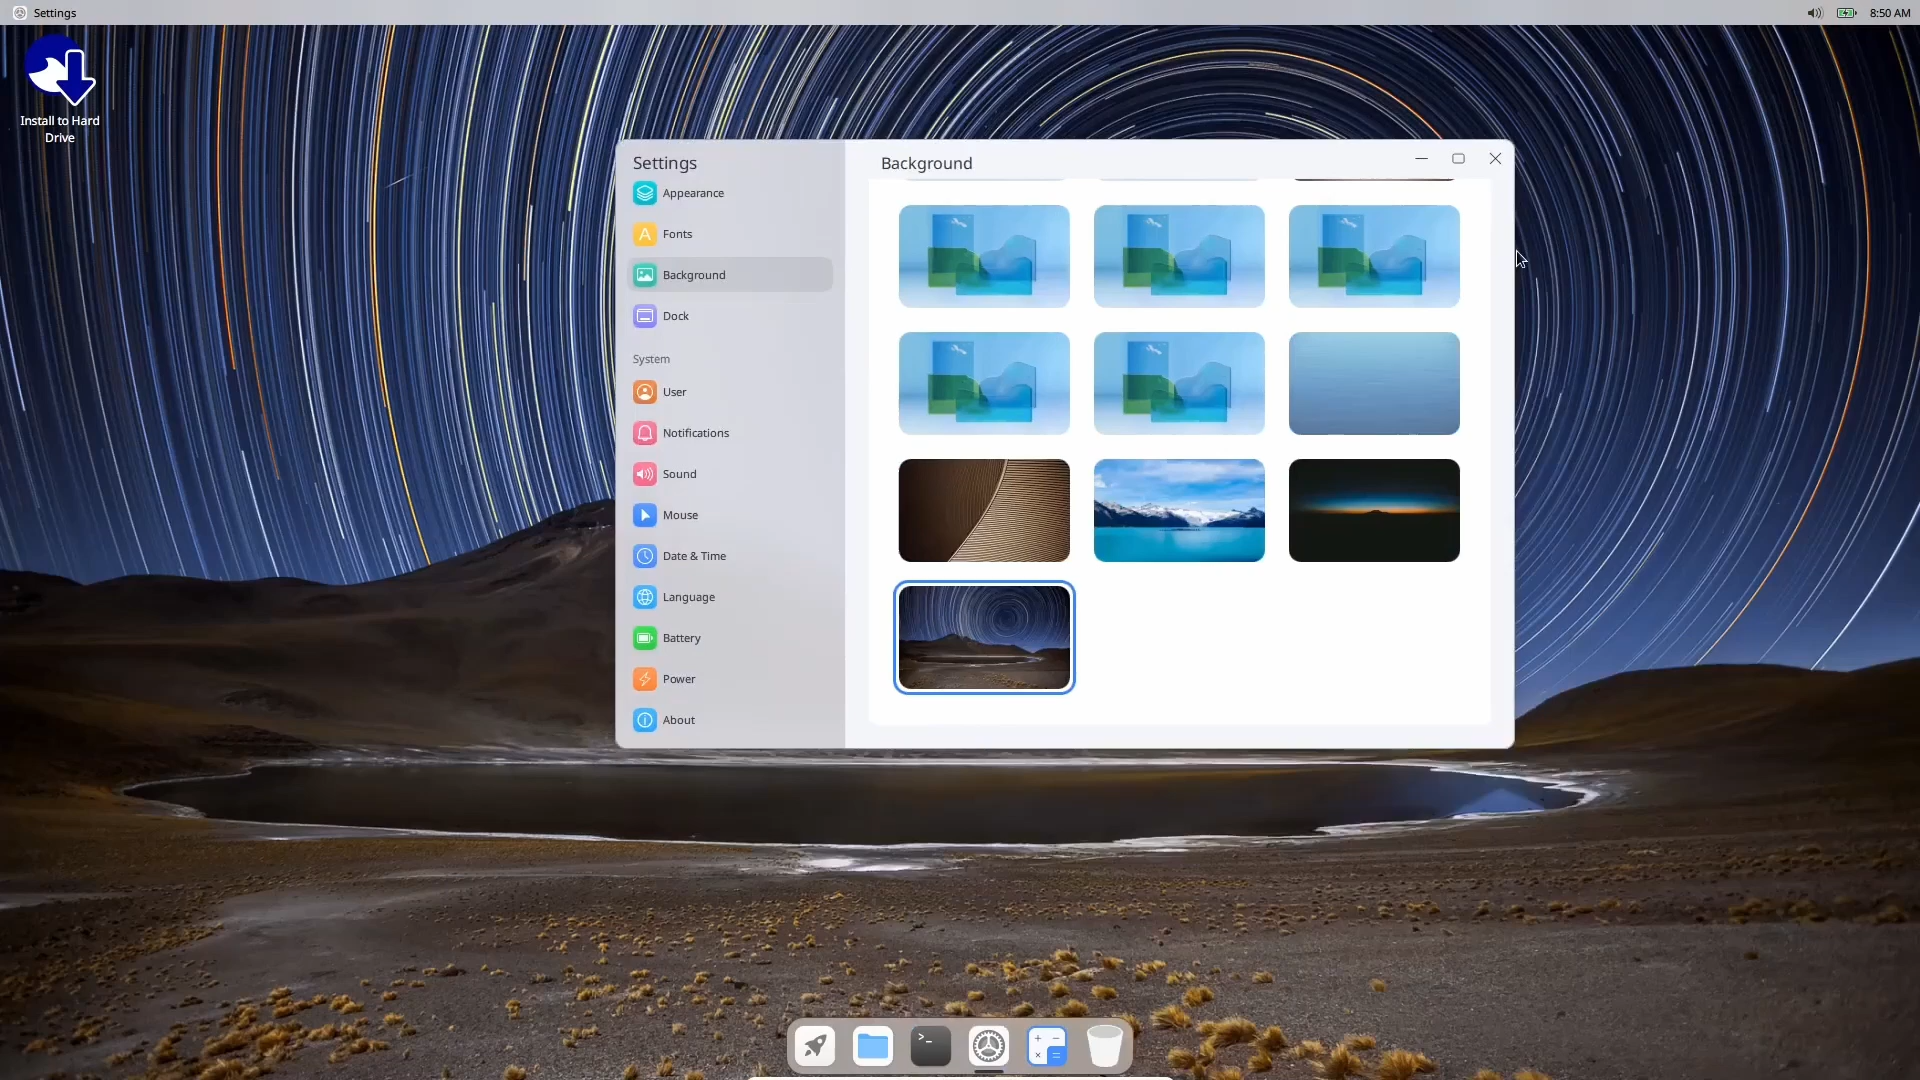 Settings
8:50 AM
Install to Hard
Drive
Settings
Background
Appearance
Fonts
Background
Dock
System
User
Notifications
Sound
Mouse
Date & Time
Language
Battery
Power
About